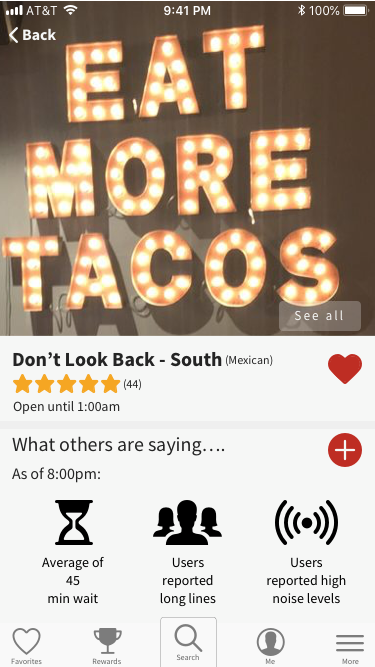 AT&T 9:41 PM 100%
Back
EAT
MORE
TACOS
See all
Don’t Look Back - South (Mexican)
(44)
Open until 1:00am
What others are saying….
As of 8:00pm:
Average of
45
min wait
Users
reported
long lines
Users
reported high
noise levels
Favorites Rewards Search Me More